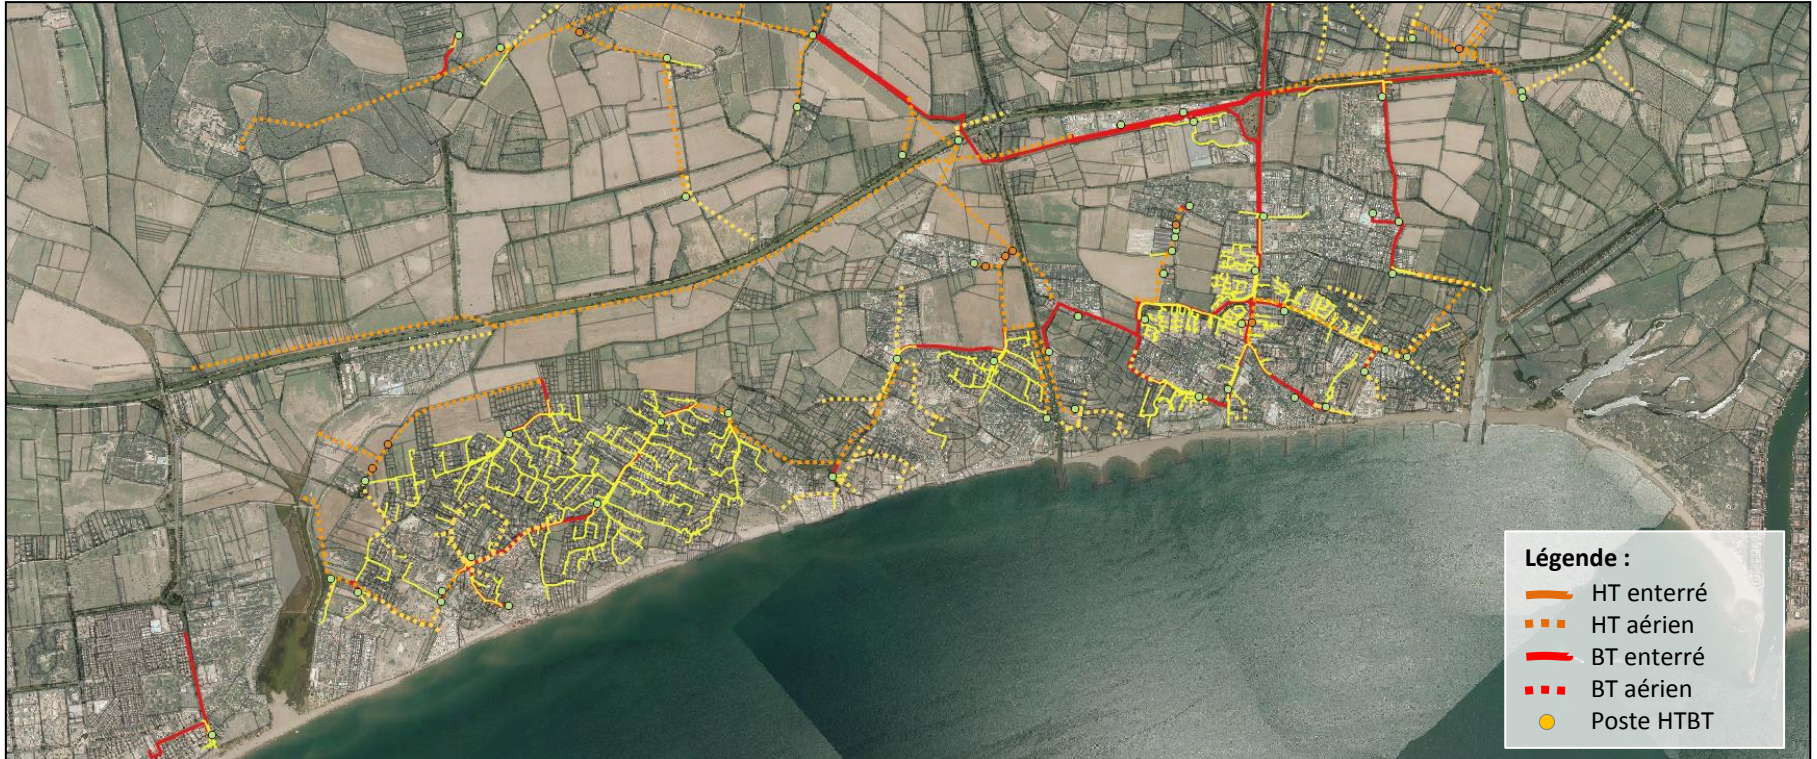 Légende :
HT enterré
HT aérien
BT enterré
BT aérien
Poste HTBT